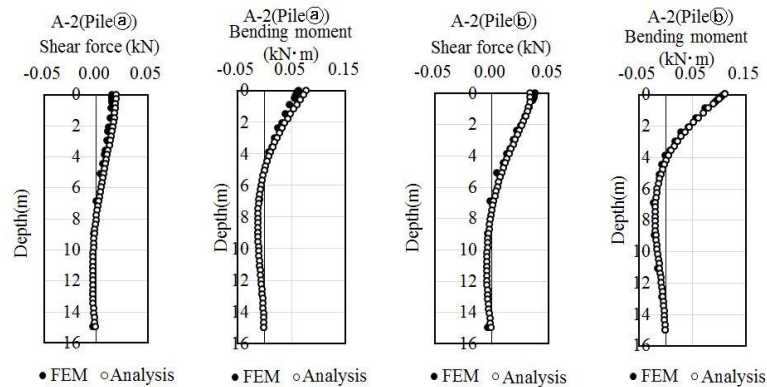 A-2(Pileⓐ)
Shear force (kN)
-0.05 0.00 0.05
0
2
4
6
8
10
12
14
16
Depth(m)
● FEM ○ Analysis
A-2(Pileⓐ)
Bending moment
(kN・m)
-0.05 0.05 0.15
0
2
4
6
8
10
12
14
16
Depth(m)
● FEM ○ Analysis
A-2(Pileⓑ)
Shear force (kN)
-0.05 0.00 0.05
0
2
4
6
8
10
12
14
16
Depth(m)
● FEM ○ Analysis
A-2(Pileⓑ)
Bending moment
(kN・m)
-0.05 0.05 0.15
0
2
4
6
8
10
12
14
16
Depth(m)
● FEM ○ Analysis